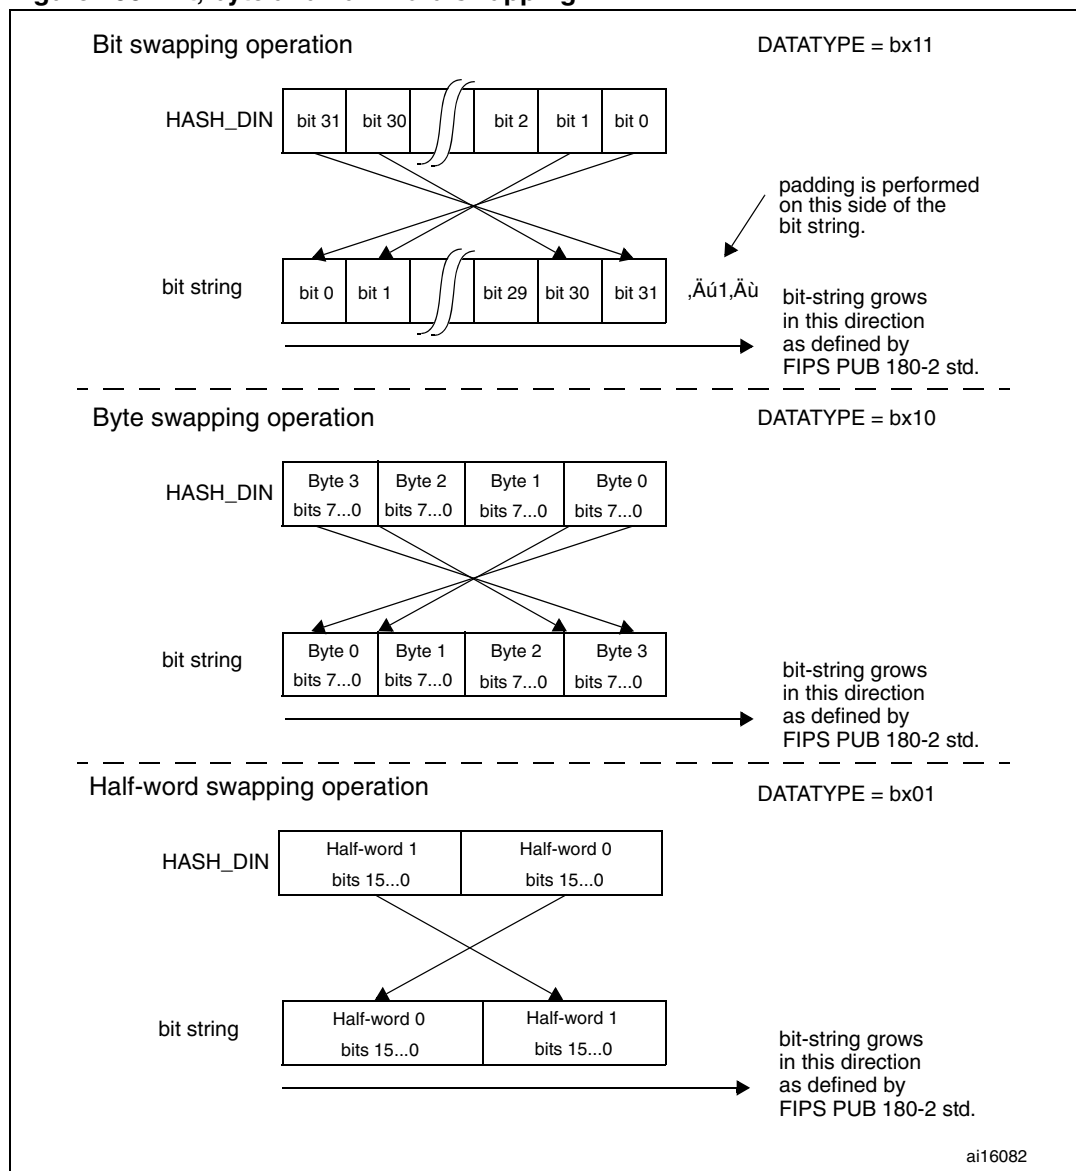 Bit swapping operation
DATATYPE = bx11
HASH_DIN
bit 31 bit 30 bit 2 bit 1 bit 0
padding is performed
on this side of the
bit string.
bit string
bit 0 bit 1 bit 29 bit 30 bit 31
‚Äú1‚Äù
bit-string grows
in this direction
as defined by
FIPS PUB 180-2 std.
Byte swapping operation
DATATYPE = bx10
HASH_DIN
Byte 3 Byte 2 Byte 1 Byte 0
bits 7...0 bits 7...0 bits 7...0 bits 7...0
bit string
Byte 0 Byte 1 Byte 2 Byte 3
bits 7...0 bits 7...0 bits 7...0 bits 7...0
bit-string grows
in this direction
as defined by
FIPS PUB 180-2 std.
Half-word swapping operation
DATATYPE = bx01
HASH_DIN
Half-word 1 Half-word 0
bits 15...0 bits 15...0
bit string
Half-word 0 Half-word 1
bits 15...0 bits 15...0
bit-string grows
in this direction
as defined by
FIPS PUB 180-2 std.
ai16082